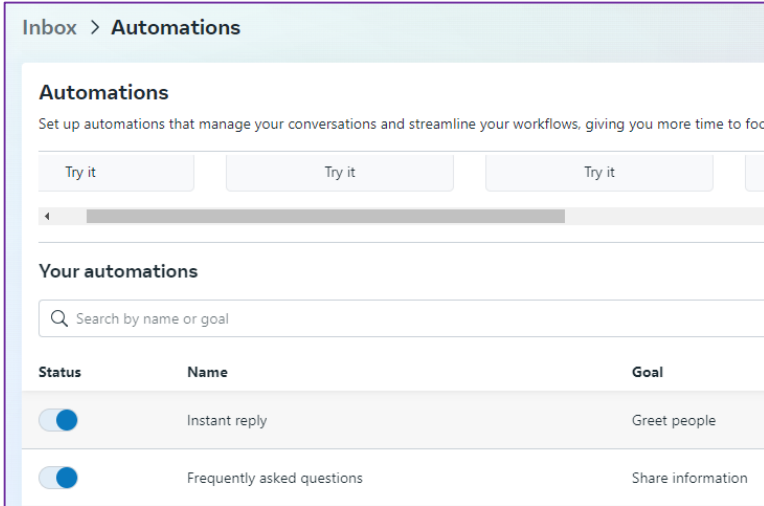 Inbox > Automations
Automations
Set up automations that manage your conversations and streamline your workflows, giving you more time to foc
Try it Try it Try it
Your automations
Search by name or goal
Status Name Goal
Instant reply Greet people
Frequently asked questions Share information